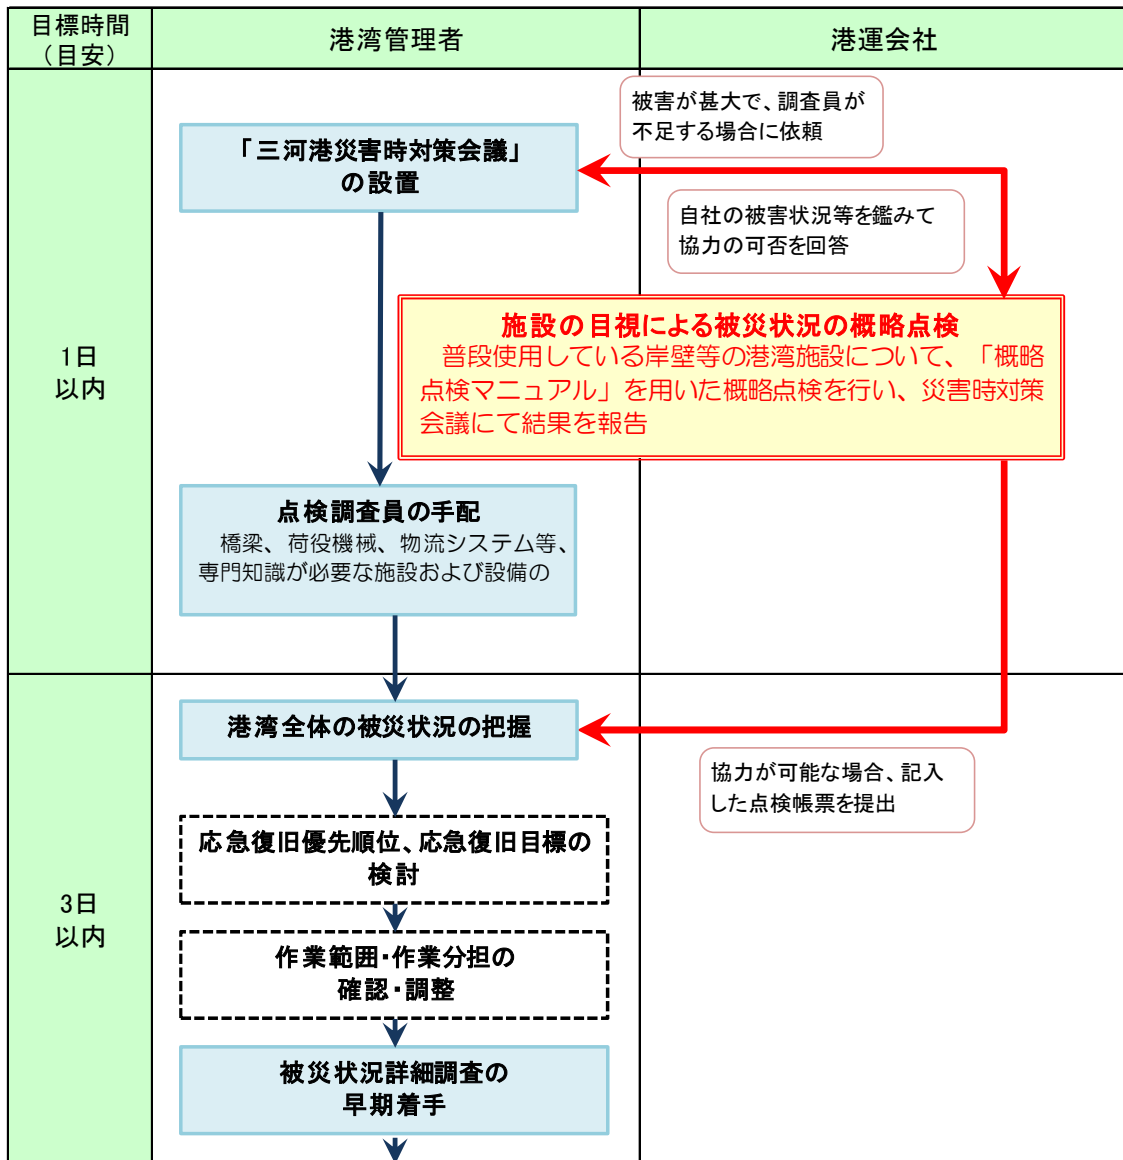 目標時間
（目安）
港湾管理者
港運会社
被害が甚大で、調査員が
不足する場合に依頼
「三河港災害時対策会議」
の設置
自社の被害状況等を鑑みて
協力の可否を回答
1日
以内
施設の目視による被災状況の概略点検
普段使用している岸壁等の港湾施設について、「概略
点検マニュアル」を用いた概略点検を行い、災害時対策
会議にて結果を報告
点検調査員の手配
橋梁、荷役機械、物流システム等、
専門知識が必要な施設および設備の
港湾全体の被災状況の把握
協力が可能な場合、記入
した点検帳票を提出
応急復旧優先順位、応急復旧目標の
検討
3日
以内
作業範囲・作業分担の
確認・調整
被災状況詳細調査の
早期着手